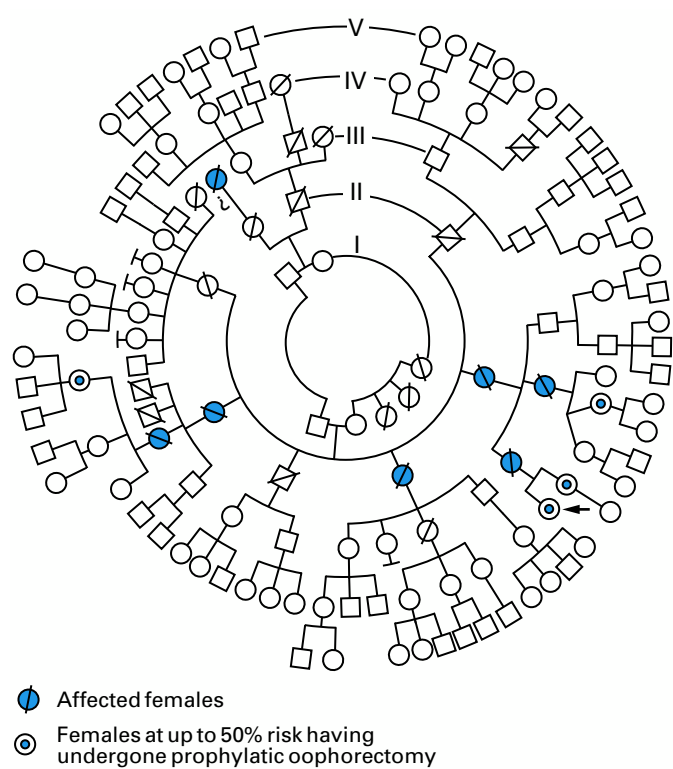 V
IV
III
II
I
i
Affected females
Females at up to 50% risk having
undergone prophylatic oophorectomy